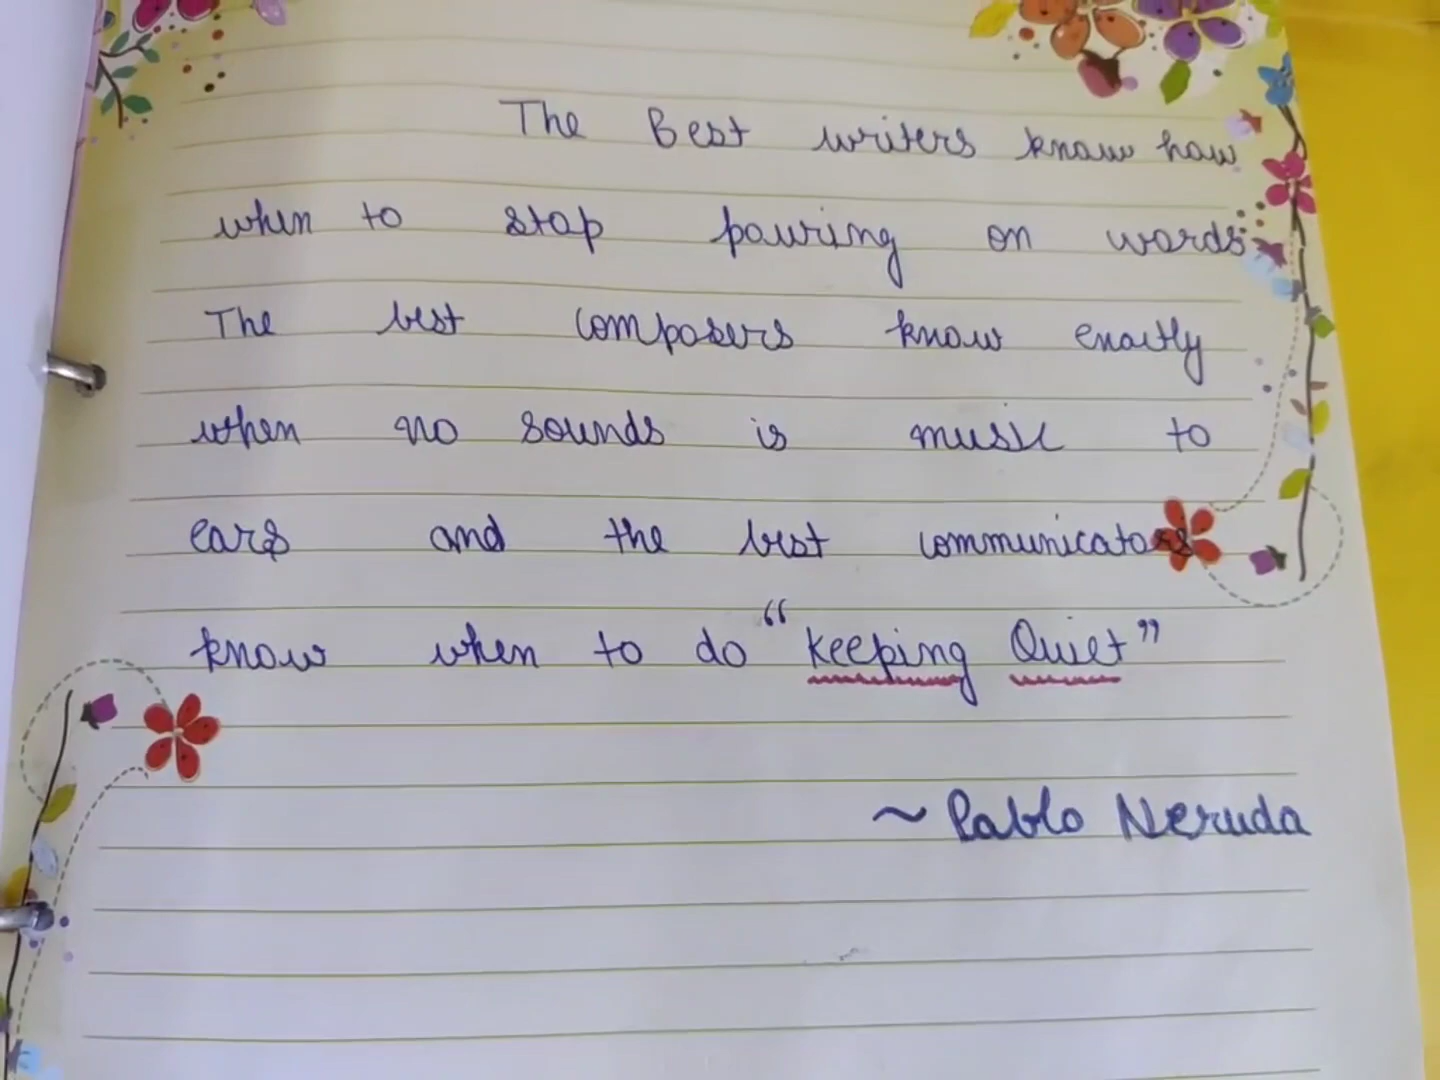 The Best writers know how
when to stop pouring on words
The best composers know exactly
when no sounds is music to
ears and the best communicators
know when to do "keeping Quiet"
~ Pablo Neruda